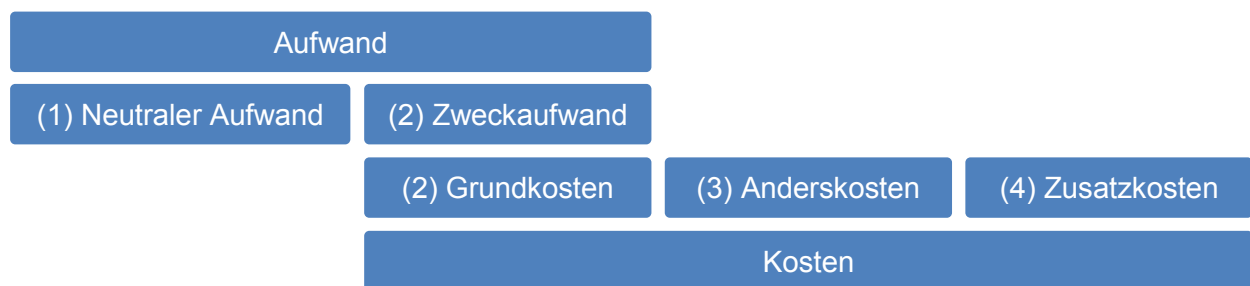 Aufwand
(1) Neutraler Aufwand
(2) Zweckaufwand
(2) Grundkosten
(3) Anderskosten
(4) Zusatzkosten
Kosten